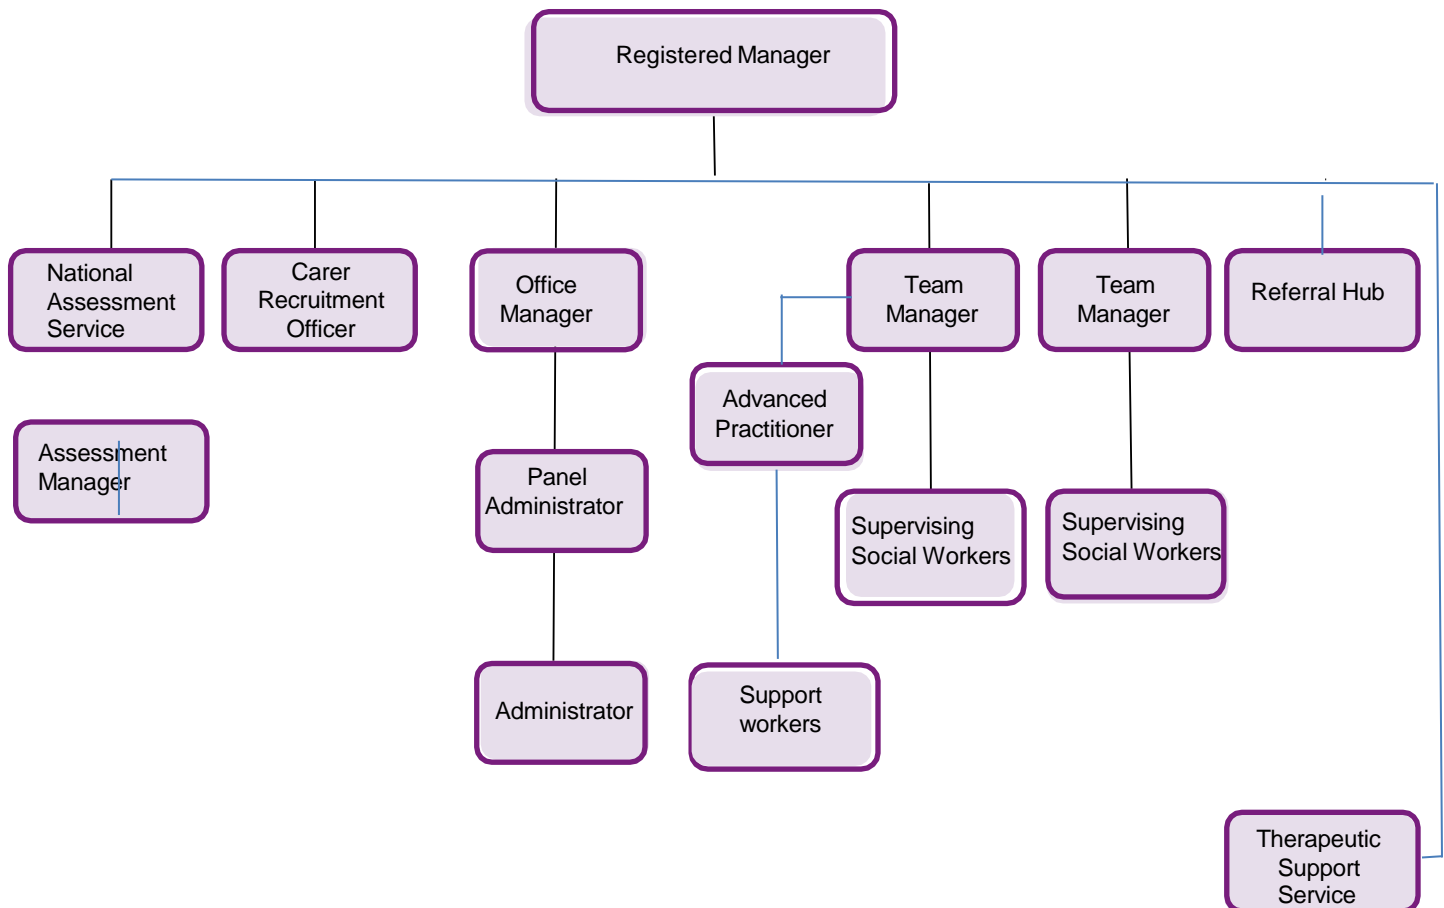 Registered Manager
National
Assessment
Service
Carer
Recruitment
Officer
Office
Manager
Team
Manager
Team
Manager
Referral Hub
Advanced
Practitioner
Assessment
Manager
Panel
Administrator
Supervising
Social Workers
Supervising
Social Workers
Administrator
Support
workers
Therapeutic
Support
Service